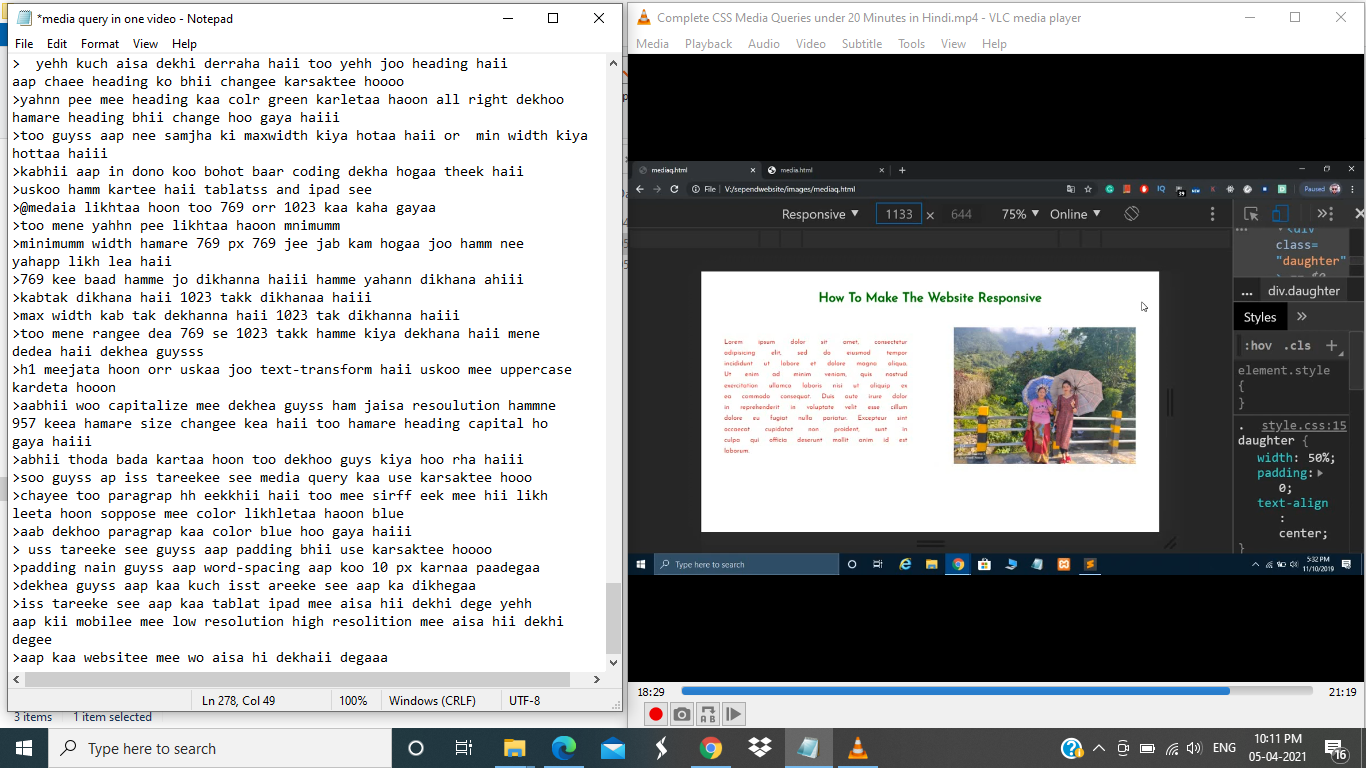 *media query in one video - Notepad
File Edit Format View Help
> yehh kuch aisa dekhi derraha haii too yehh joo heading haii
aap chaee heading ko bhii changee karsaktee hoooo
>yahnn pee mee heading kaa colr green karletaa haoon all right dekhoo
hamare heading bhii change hoo gaya haiii
>too guyss aap nee samjha ki maxwidth kiya hotaa haii or min width kiya
hottaa haiii
>kabhii aap in dono koo bohot baar coding dekha hogaa theek haii
>uskoo hamm kartee haii tablatss and ipad see
>@medaia likhtaa hoon too 769 orr 1023 kaa kaha gayaa
>too mene yahnn pee likhtaa haoon mnimumm
>minimumm width hamare 769 px 769 jee jab kam hogaa joo hamm nee
yahapp likh lea haii
>769 kee baad hamme jo dikhanna haiii hamme yahann dikhana ahiii
>kabtak dikhana haii 1023 takk dikhanaa haiii
>max width kab tak dekhanna haii 1023 tak dikhanna haiii
>too mene rangee dea 769 se 1023 takk hamme kiya dekhana haii mene
dedea haii dekhea guysss
>h1 meejata hoon orr uskaa joo text-transform haii uskoo mee uppercase
kardeta hooon
>aabhii woo capitalize mee dekhea guyss ham jaisa resoulution hammne
957 keea hamare size changee kea haii too hamare heading capital ho
gaya haiii
>abhii thoda bada kartaa hoon too dekhoo guys kiya hoo rha haiii
>soo guyss ap iss tareekee see media query kaa use karsaktee hooo
>chayee too paragrap hh eekkhii haii too mee sirff eek mee hii likh
leeta hoon soppose mee color likhletaa haoon blue
>aab dekhoo paragrap kaa color blue hoo gaya haiii
> uss tareeke see guyss aap padding bhii use karsaktee hoooo
>padding nain guyss aap word-spacing aap koo 10 px karnaa paadegaa
>dekhea guyss aap kaa kuch isst areeke see aap ka dikhegaa
>iss tareeke see aap kaa tablat ipad mee aisa hii dekhi dege yehh
aap kii mobilee mee low resolution high resolition mee aisa hii dekhi
degee
>aap kaa websitee mee wo aisa hi dekhaii degaaa
Ln 278, Col 49 100% Windows (CRLF) UTF-8
3 items 1 item selected
Complete CSS Media Queries under 20 Minutes in Hindi.mp4 - VLC media player
Media Playback Audio Video Subtitle Tools View Help
mediaq.html media.html
File V:/sependwebsite/images/mediaq.html Paused
Responsive 1133 × 644 75% Online
How To Make The Website Responsive
Lorem ipsum dolor sit amet, consectetur
adipisicing elit, sed do eiusmod tempor
incididunt ut labore et dolore magna aliqua.
Ut enim ad minim veniam, quis nostrud
exercitation ullamco laboris nisi ut aliquip ex
ea commodo consequat. Duis aute irure dolor
in reprehenderit in voluptate velit esse cillum
dolore eu fugiat nulla pariatur. Excepteur sint
occaecat cupidatat non proident, sunt in
culpa qui officia deserunt mollit anim id est
laborum.
<div
class=
"daughter"
... div.daughter
Styles
:hov .cls +
element.style
{
}
. style.css:15
daughter {
width: 50%;
padding:
0;
text-align
:
center;
}
Type here to search
5:32 PM
11/10/2019
18:29 21:19
Type here to search
ENG 10:11 PM
05-04-2021
16